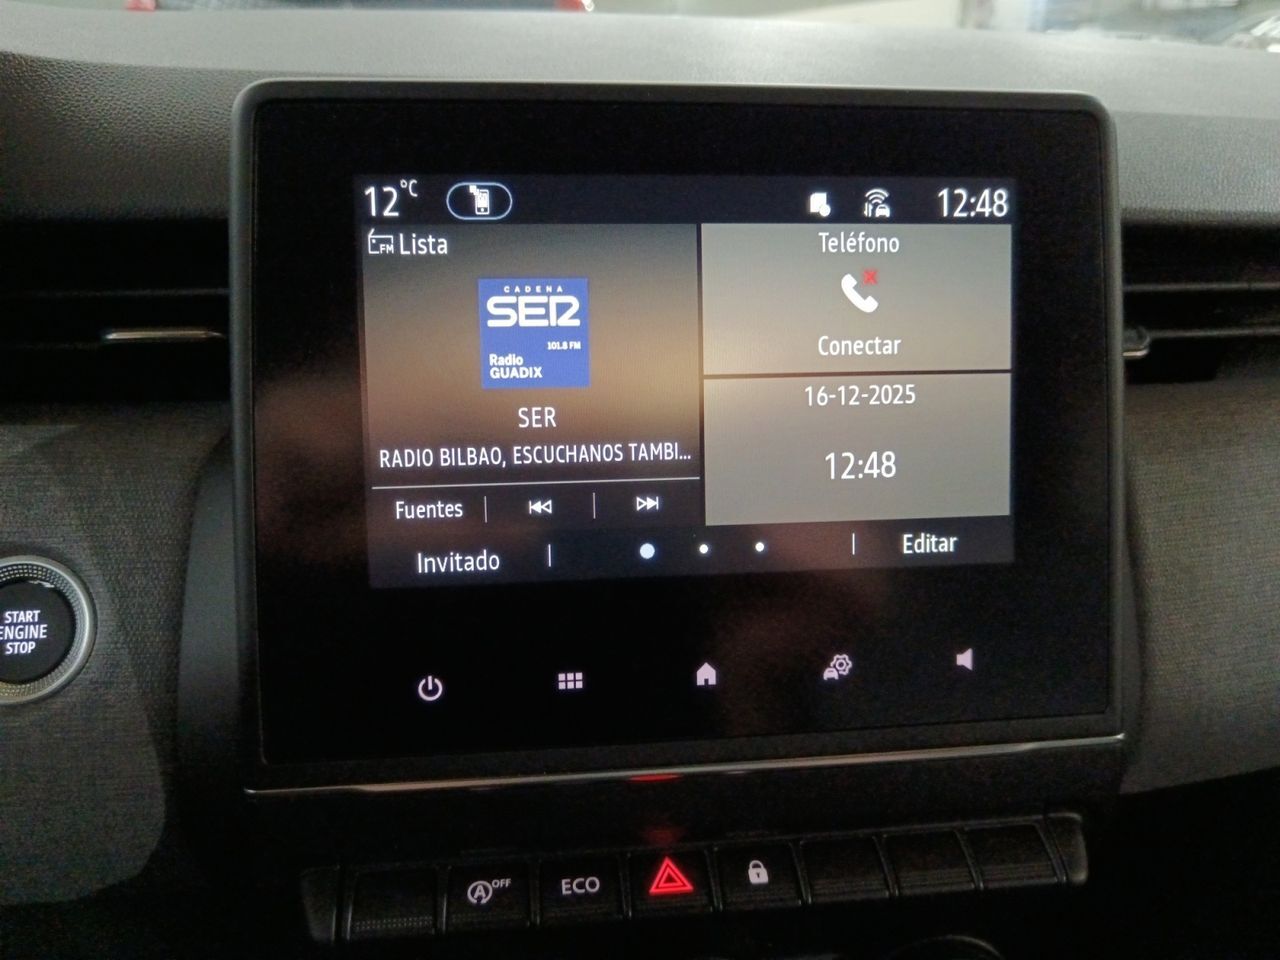 12°C
12:48
FM Lista
CADENA
SER
101.8 FM
Radio
GUADIX
SER
RADIO BILBAO, ESCUCHANOS TAMBI...
Fuentes
Invitado
Teléfono
Conectar
16-12-2025
12:48
Editar
START
ENGINE
STOP
A OFF
ECO